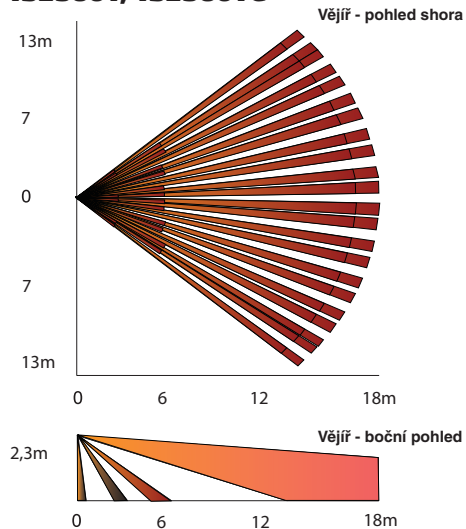 Vějíř - pohled shora
13m
7
0
7
13m
0 6 12 18m
Vějíř - boční pohled
2,3m
0 6 12 18m